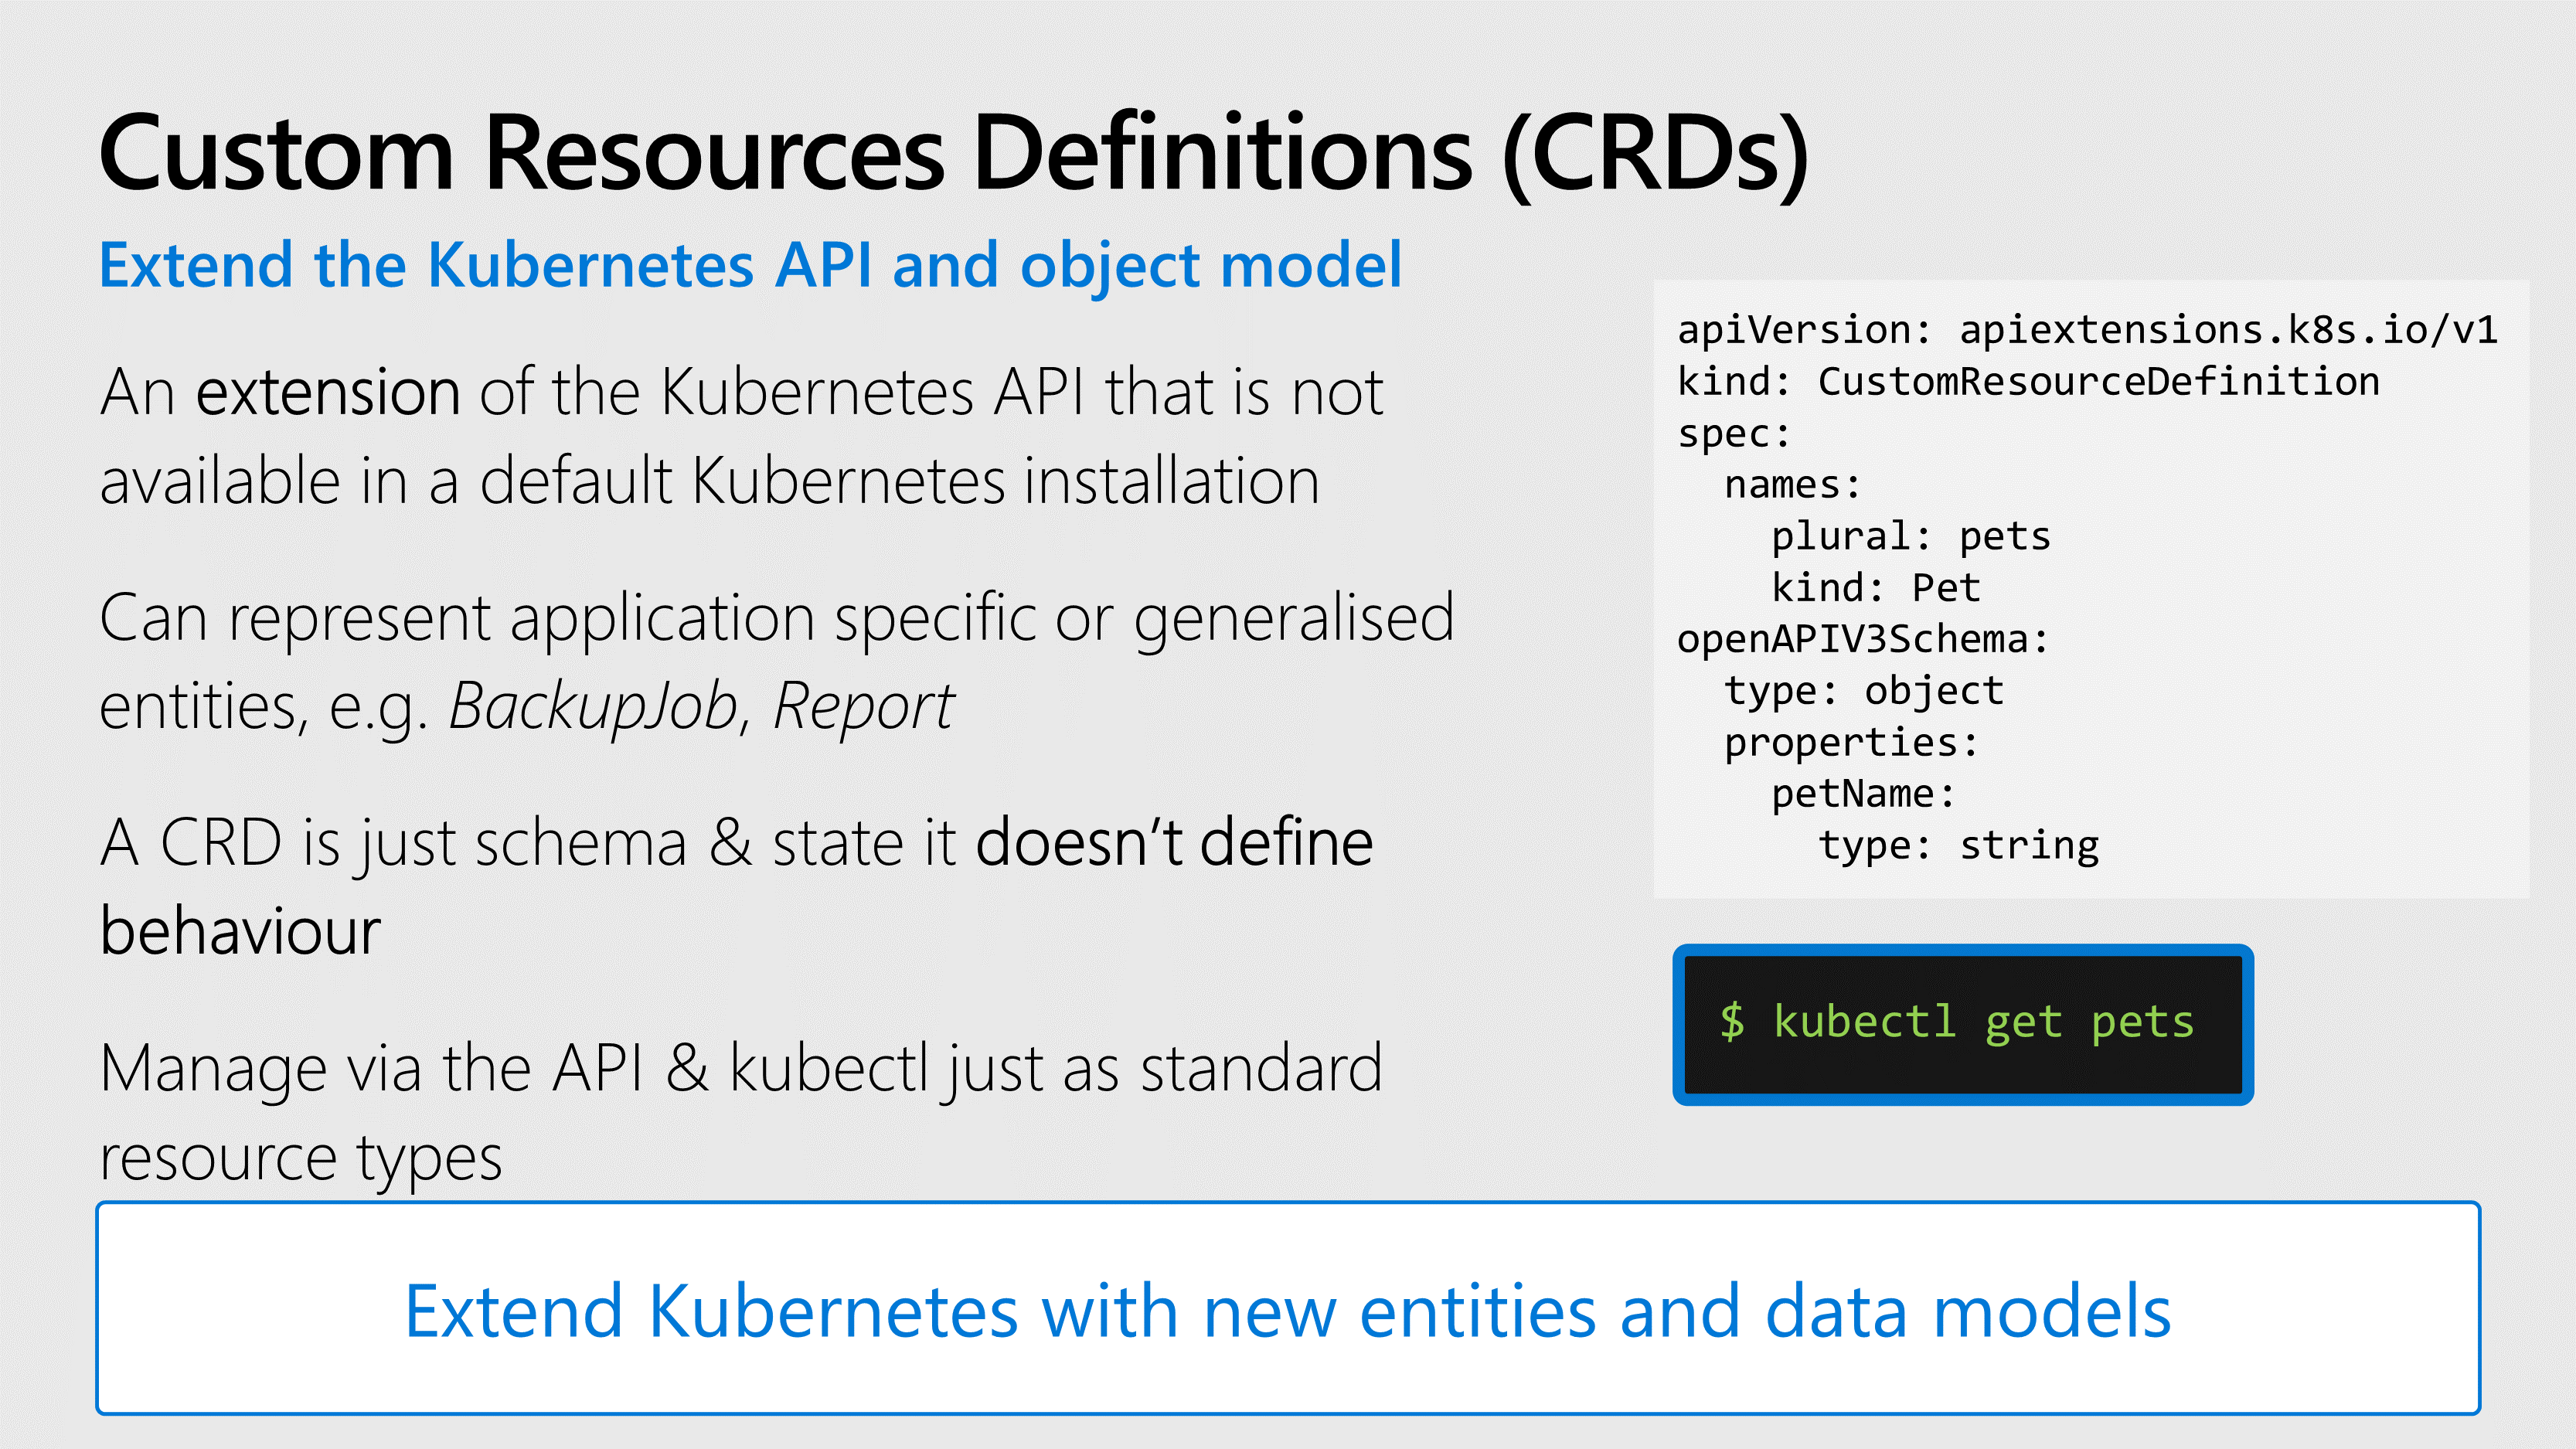 Custom Resources Definitions (CRDs)
Extend the Kubernetes API and object model
An extension of the Kubernetes API that is not
available in a default Kubernetes installation
Can represent application specific or generalised
entities, e.g. BackupJob, Report
A CRD is just schema & state it doesn’t define
behaviour
Manage via the API & kubectl just as standard
resource types
apiVersion: apiextensions.k8s.io/v1
kind: CustomResourceDefinition
spec:
  names:
    plural: pets
    kind: Pet
openAPIV3Schema:
  type: object
  properties:
    petName:
      type: string
$ kubectl get pets
Extend Kubernetes with new entities and data models